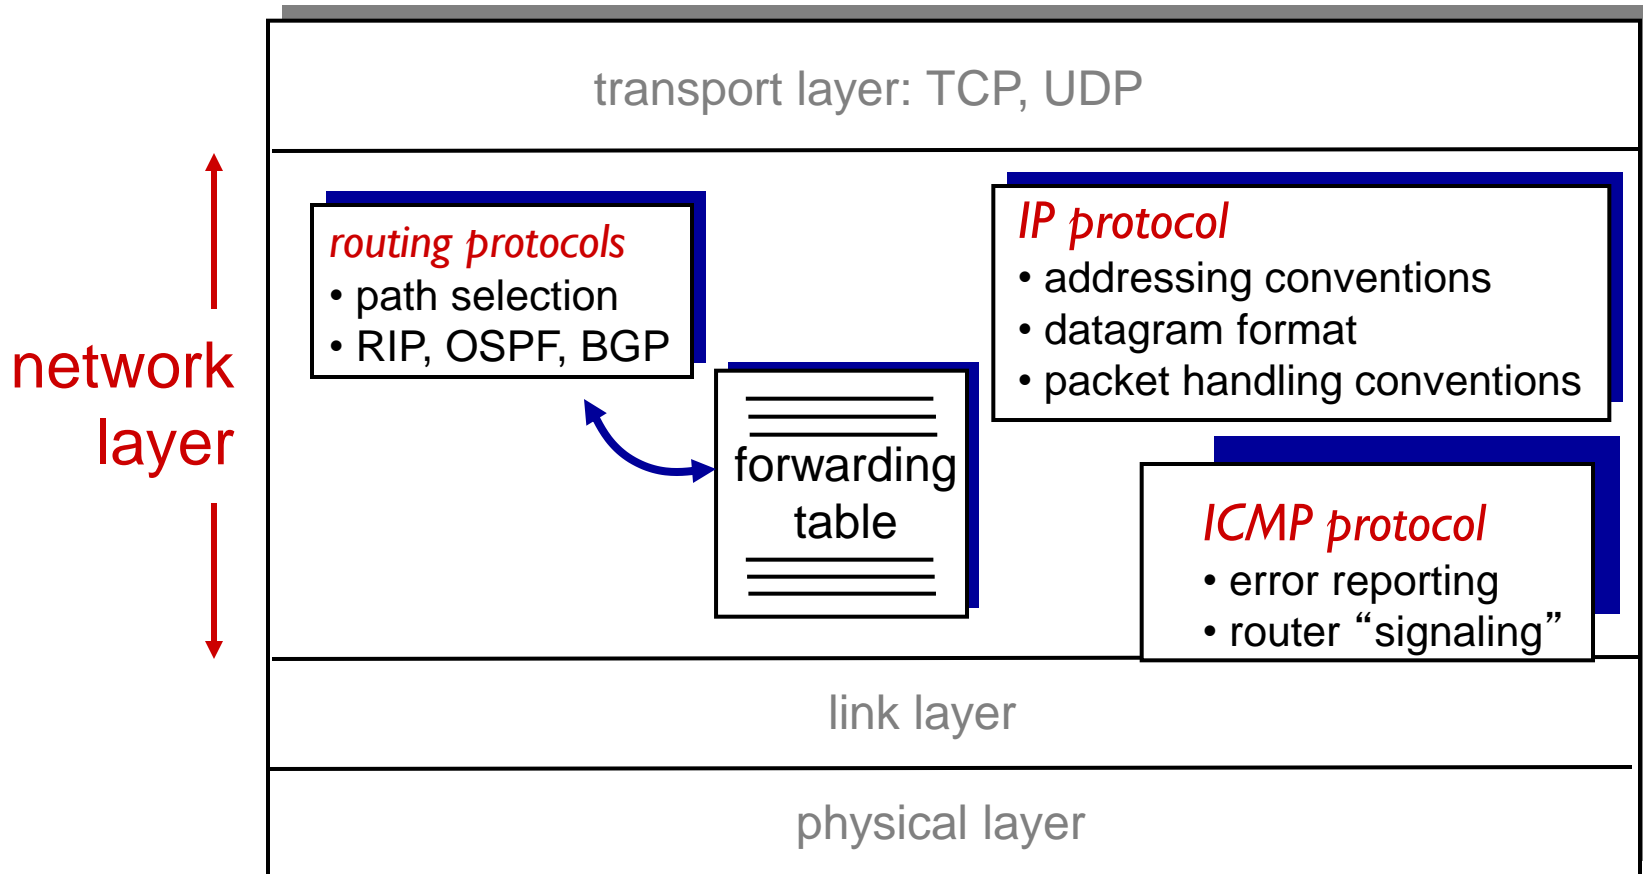 transport layer: TCP, UDP
network
layer
routing protocols
• path selection
• RIP, OSPF, BGP
forwarding
table
IP protocol
• addressing conventions
• datagram format
• packet handling conventions
ICMP protocol
• error reporting
• router “signaling”
link layer
physical layer